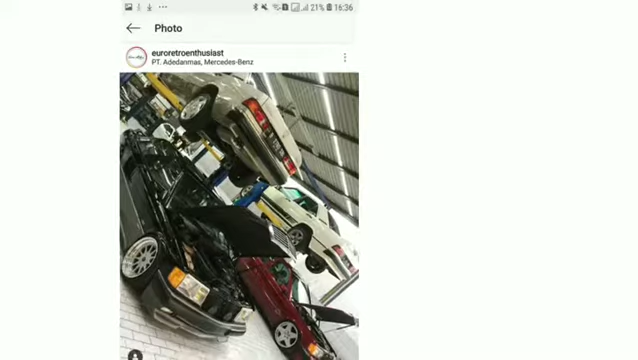 21% 16:36
Photo
euroretroenthusiast
PT. Adedanmas, Mercedes-Benz